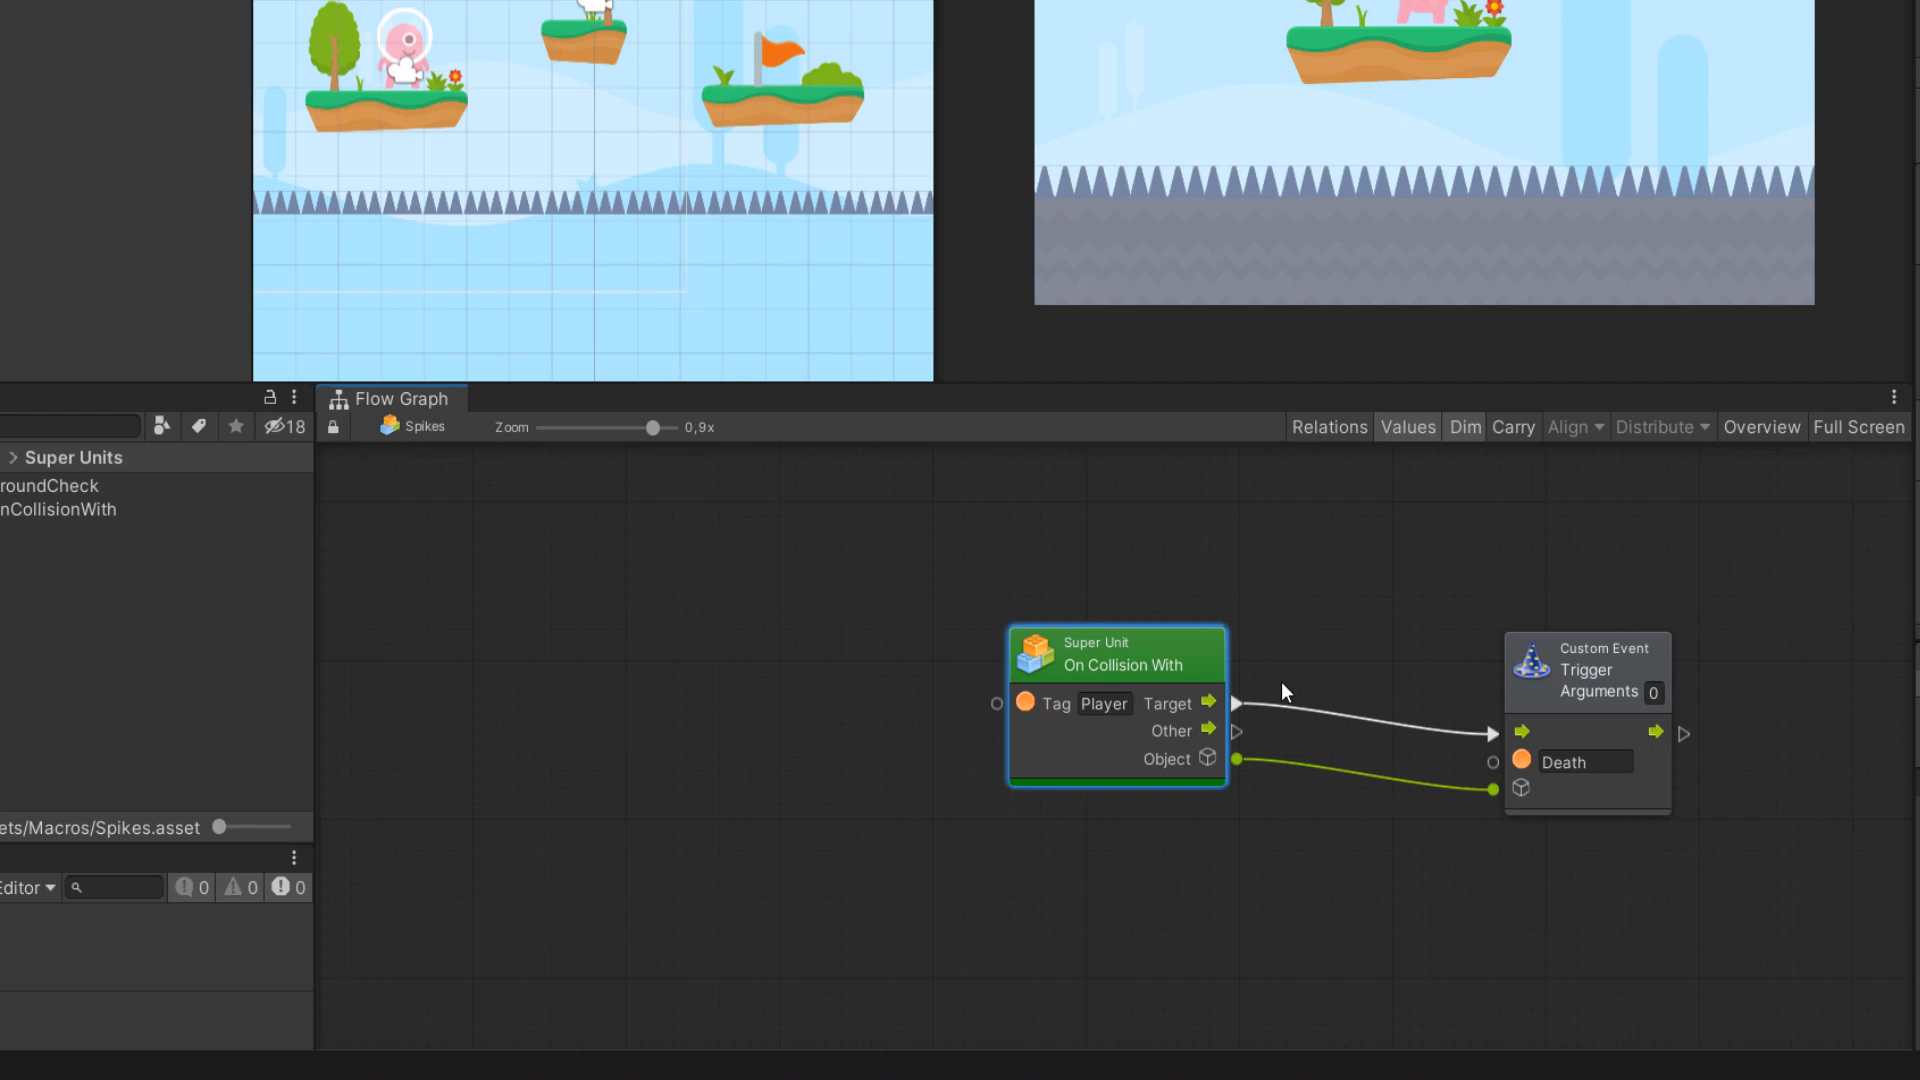 Flow Graph
18
Spikes
Zoom
0,9x
Relations
Values
Dim
Carry
Align
Distribute
Overview
Full Screen
Super Units
roundCheck
nCollisionWith
Super Unit
On Collision With
Tag
Player
Target
Other
Object
Custom Event
Trigger
Arguments
0
Death
ets/Macros/Spikes.asset
Editor
0
0
0